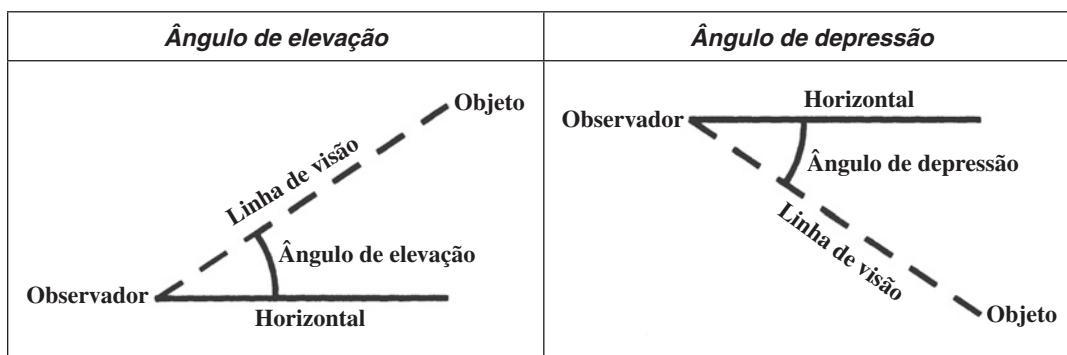 Ângulo de elevação
Objeto
Linha de visão
Ângulo de elevação
Observador
Horizontal
Ângulo de depressão
Horizontal
Observador
Ângulo de depressão
Linha de visão
Objeto